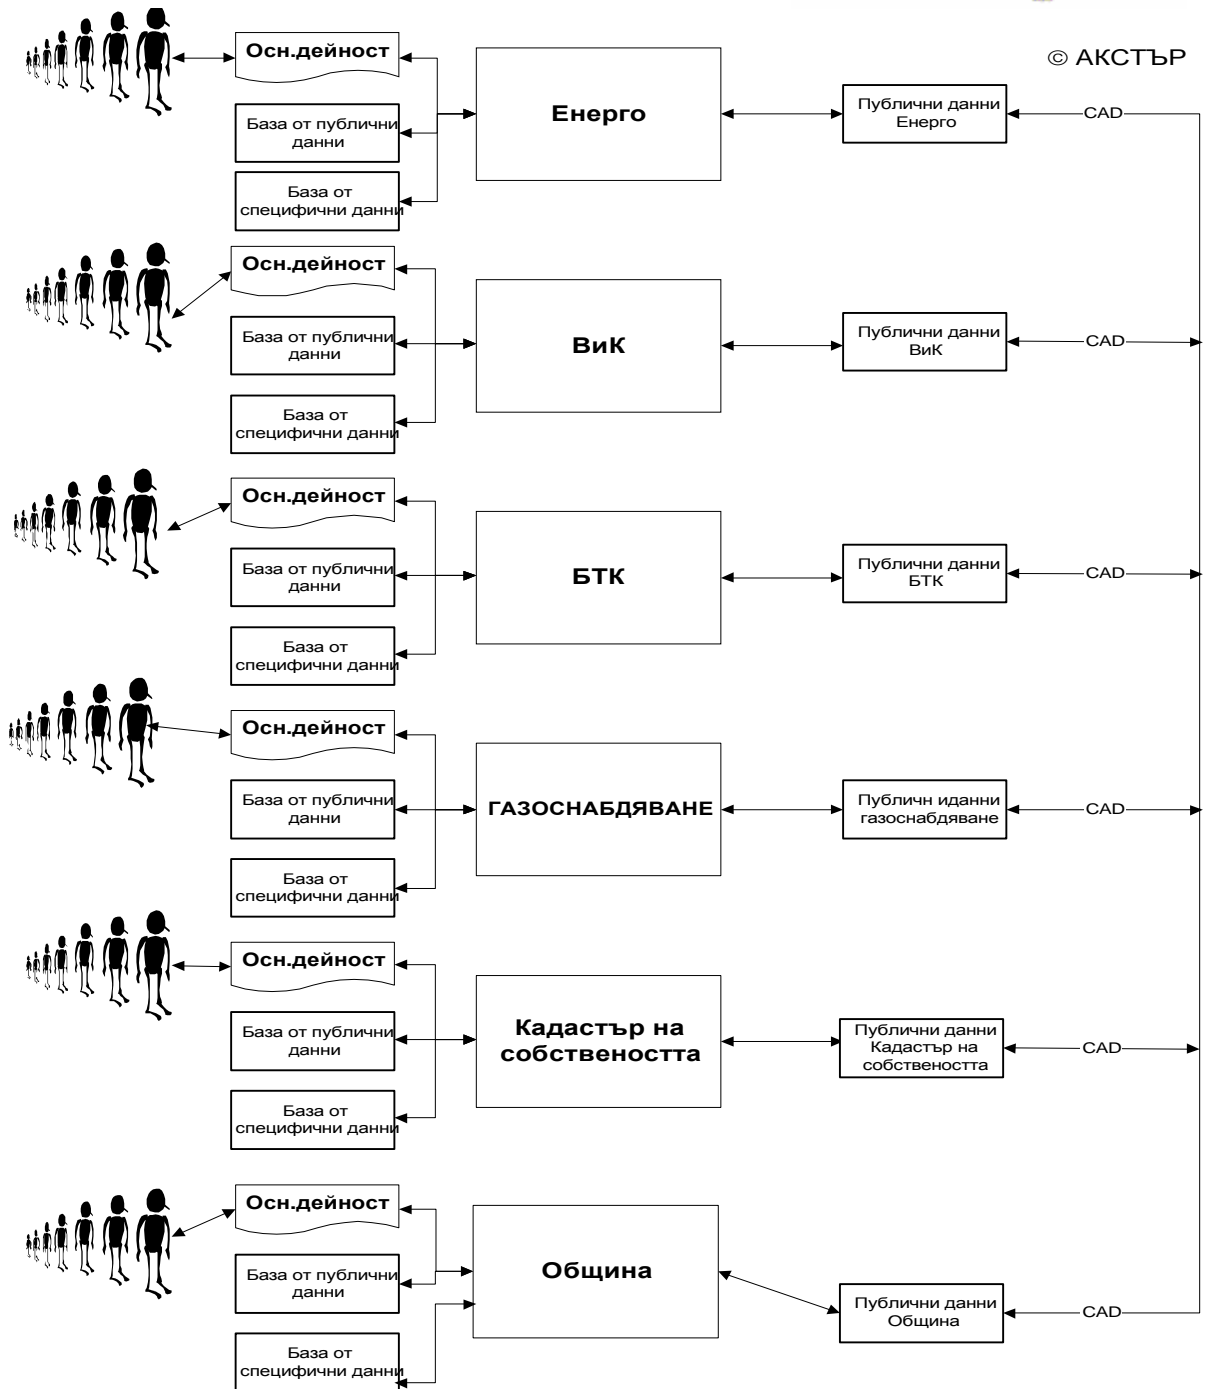 © АКСТЪР
Осн.дейност
База от публични
данни
База от
специфични данни
Енерго
Публични данни
Енерго
CAD
Осн.дейност
База от публични
данни
База от
специфични данни
ВиК
Публични данни
ВиК
CAD
Осн.дейност
База от публични
данни
База от
специфични данни
БТК
Публични данни
БТК
CAD
Осн.дейност
База от публични
данни
База от
специфични данни
ГАЗОСНАБДЯВАНЕ
Публичн иданни
газоснабдяване
CAD
Осн.дейност
База от публични
данни
База от
специфични данни
Кадастър на
собствеността
Публични данни
Кадастър на
собствеността
CAD
Осн.дейност
База от публични
данни
База от
специфични данни
Община
Публични данни
Община
CAD